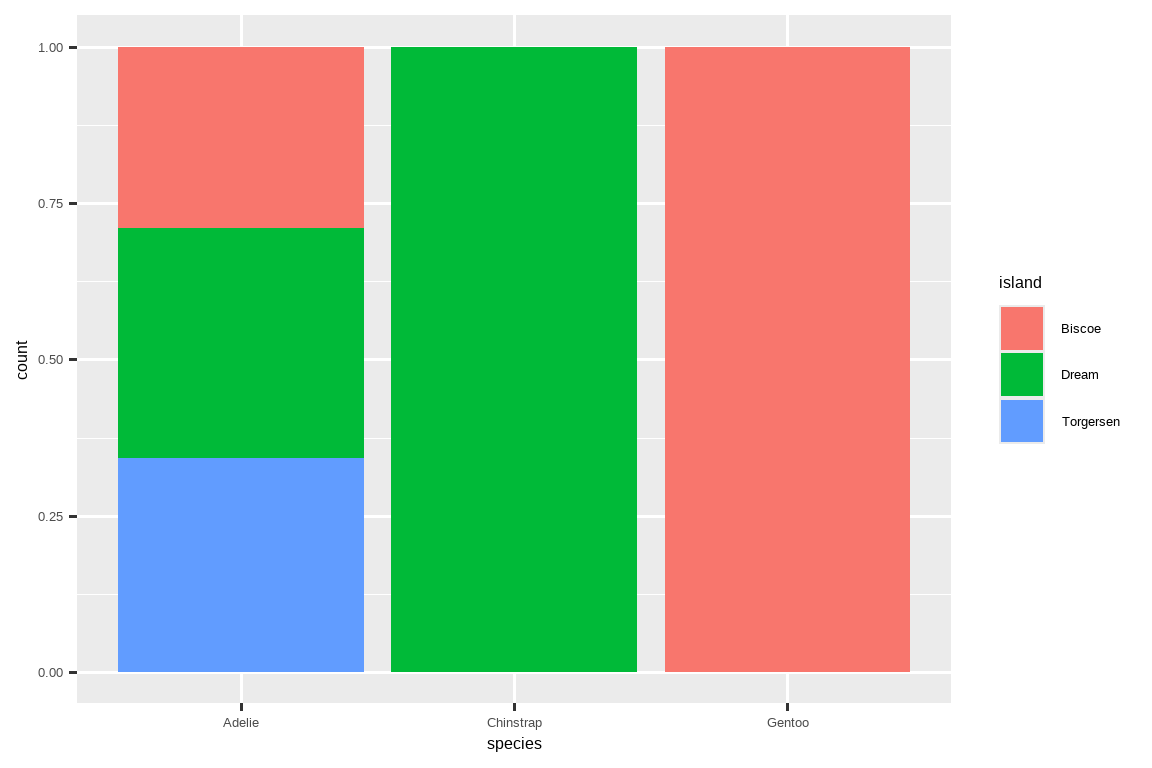 1.00
0.75
0.50
0.25
0.00
count
Adelie Chinstrap Gentoo
species
island
Biscoe
Dream
Torgersen